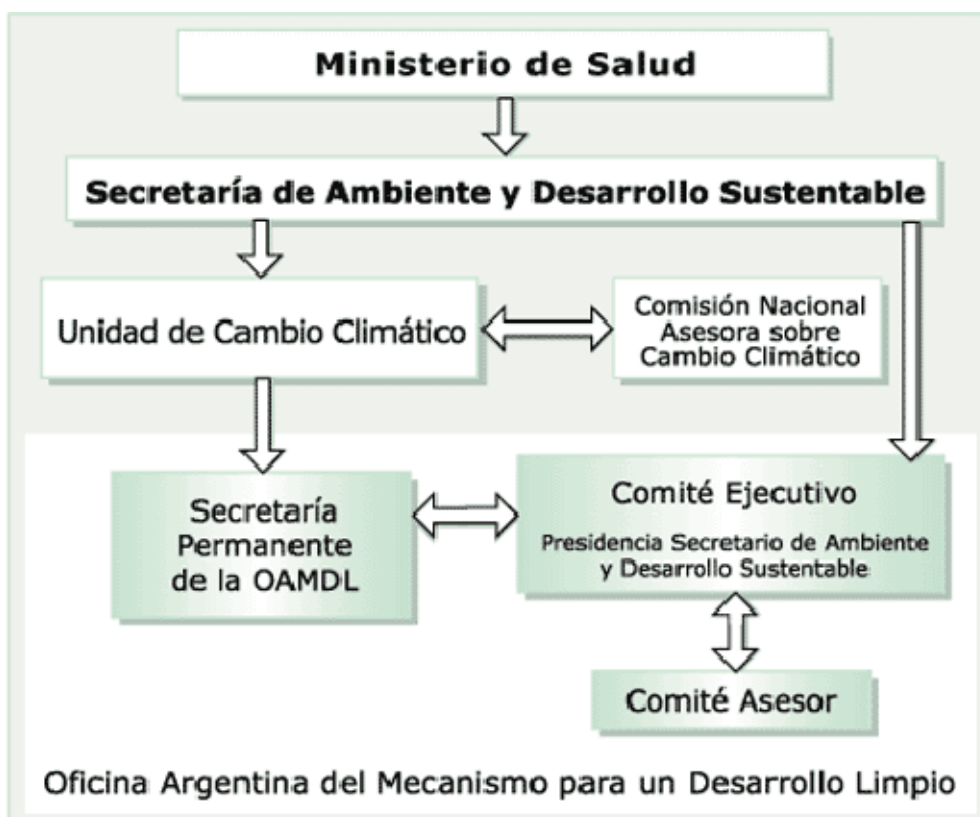 Ministerio de Salud
Secretaría de Ambiente y Desarrollo Sustentable
Unidad de Cambio Climático
Comisión Nacional
Asesora sobre
Cambio Climático
Secretaría
Permanente
de la OAMDL
Comité Ejecutivo
Presidencia Secretario de Ambiente
y Desarrollo Sustentable
Comité Asesor
Oficina Argentina del Mecanismo para un Desarrollo Limpio